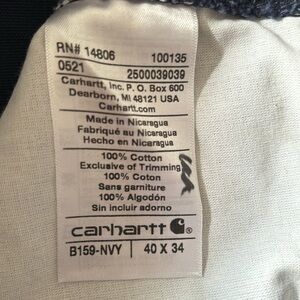 RN# 14806 100135
0521 2500039039
Carhartt, Inc. P. O. Box 600
Dearborn, MI 48121 USA
Carhartt.com
Made in Nicaragua
Fabriqué au Nicaragua
Hecho en Nicaragua
100% Cotton
Exclusive of Trimming
100% Coton
Sans garniture
100% Algodón
Sin incluir adorno
carhartt
B159-NVY 40 X 34